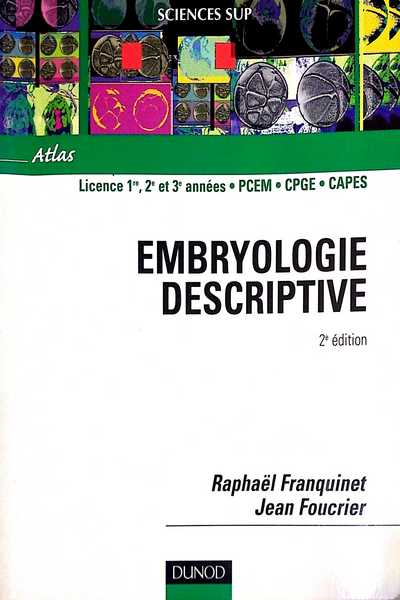 SCIENCES SUP
Atlas
Licence 1re, 2e et 3e années • PCEM • CPGE • CAPES
EMBRYOLOGIE
DESCRIPTIVE
2e édition
Raphaël Franquinet
Jean Foucrier
DUNOD